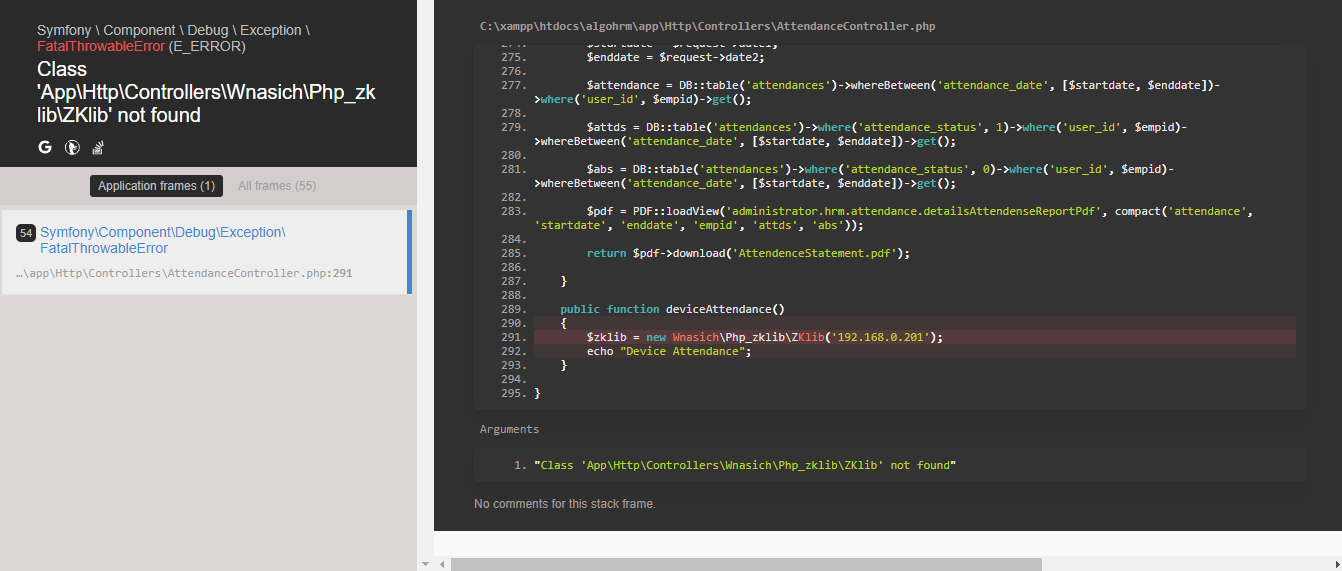 Symfony \ Component \ Debug \ Exception \
FatalThrowableError (E_ERROR)
Class
'App\Http\Controllers\Wnasich\Php_zk
lib\ZKlib' not found
Application frames (1) All frames (55)
54 Symfony\Component\Debug\Exception\
FatalThrowableError
…\app\Http\Controllers\AttendanceController.php:291
C:\xampp\htdocs\algohrm\app\Http\Controllers\AttendanceController.php
274. $startdate = $request->date1;
275. $enddate = $request->date2;
276.
277. $attendance = DB::table('attendances')->whereBetween('attendance_date', [$startdate, $enddate])-
>where('user_id', $empid)->get();
278.
279. $attds = DB::table('attendances')->where('attendance_status', 1)->where('user_id', $empid)-
>whereBetween('attendance_date', [$startdate, $enddate])->get();
280.
281. $abs = DB::table('attendances')->where('attendance_status', 0)->where('user_id', $empid)-
>whereBetween('attendance_date', [$startdate, $enddate])->get();
282.
283. $pdf = PDF::loadView('administrator.hrm.attendance.detailsAttendenseReportPdf', compact('attendance',
'startdate', 'enddate', 'empid', 'attds', 'abs'));
284.
285. return $pdf->download('AttendenceStatement.pdf');
286.
287. }
288.
289. public function deviceAttendance()
290. {
291. $zklib = new Wnasich\Php_zklib\ZKlib('192.168.0.201');
292. echo "Device Attendance";
293. }
294.
295. }
Arguments
1. "Class 'App\Http\Controllers\Wnasich\Php_zklib\ZKlib' not found"
No comments for this stack frame.